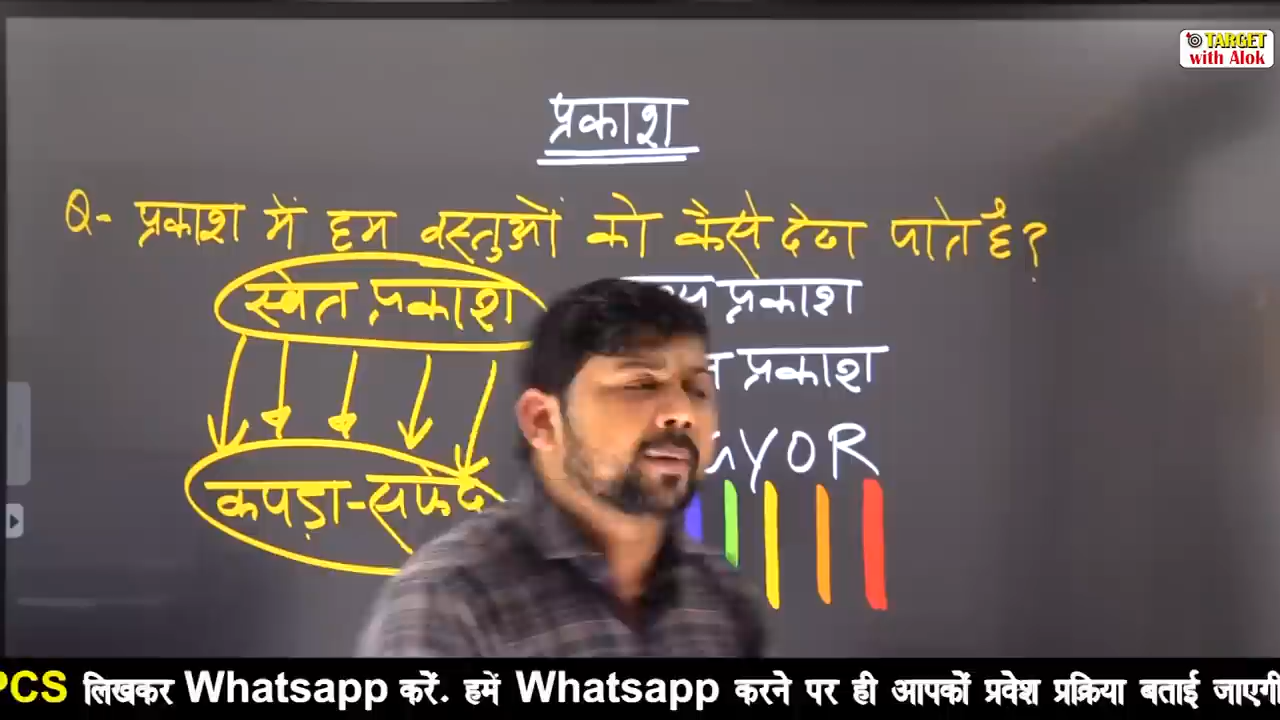 TARGET
with Alok
प्रकाश
Q- प्रकाश में हम वस्तुओं को कैसे देख पाते है?
स्वेत प्रकाश
प्रकाश
प्रकाश
YOR
कपड़ा-सफेद
PCS लिखकर Whatsapp करें. हमें Whatsapp करने पर ही आपकों प्रवेश प्रक्रिया बताई जाएगी